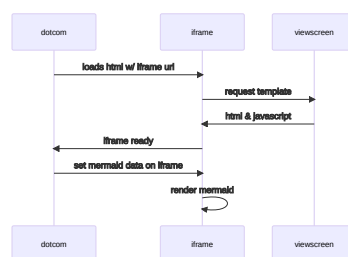 dotcom
iframe
viewscreen
loads html w/ iframe url
request template
html & javascript
iframe ready
set mermaid data on iframe
render mermaid
dotcom
iframe
viewscreen